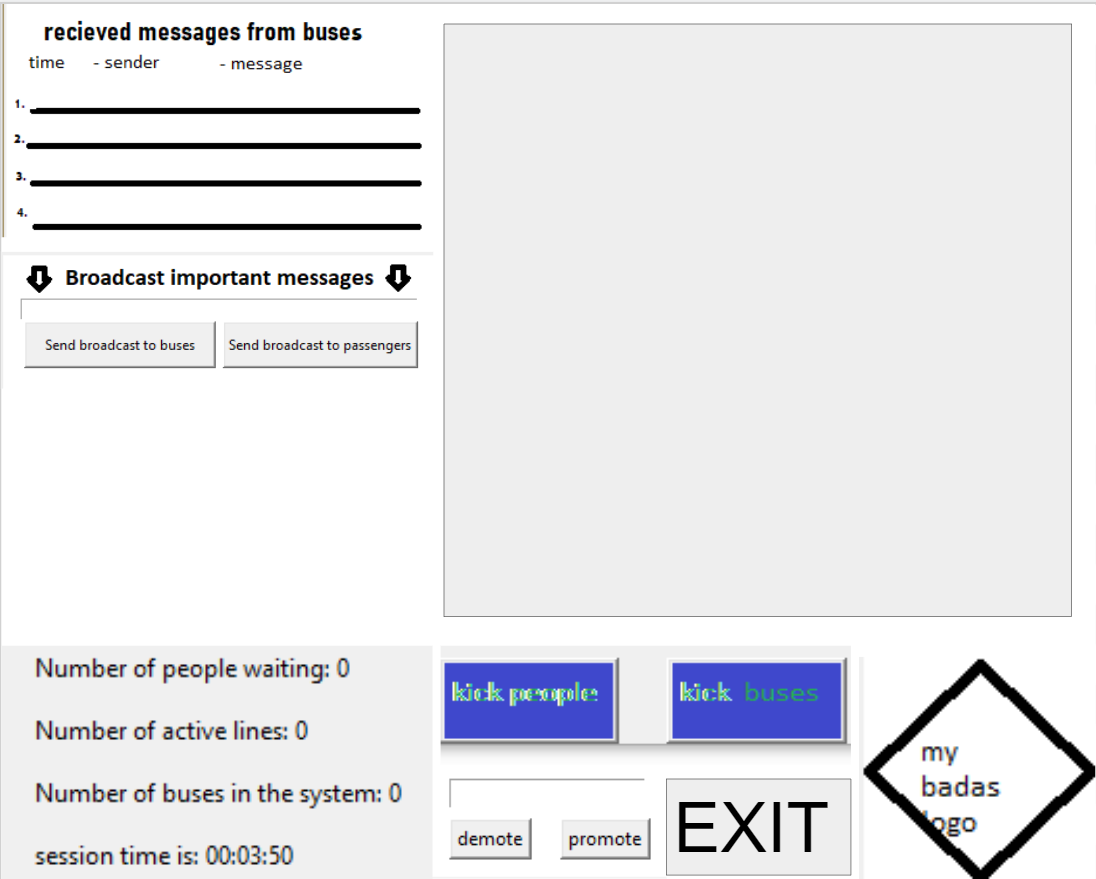 recieved messages from buses
time - sender - message
1.
2.
3.
4.
Broadcast important messages
Send broadcast to buses Send broadcast to passengers
Number of people waiting: 0
Number of active lines: 0
Number of buses in the system: 0
session time is: 00:03:50
kick people kick buses
demote promote
EXIT
my
badas
logo